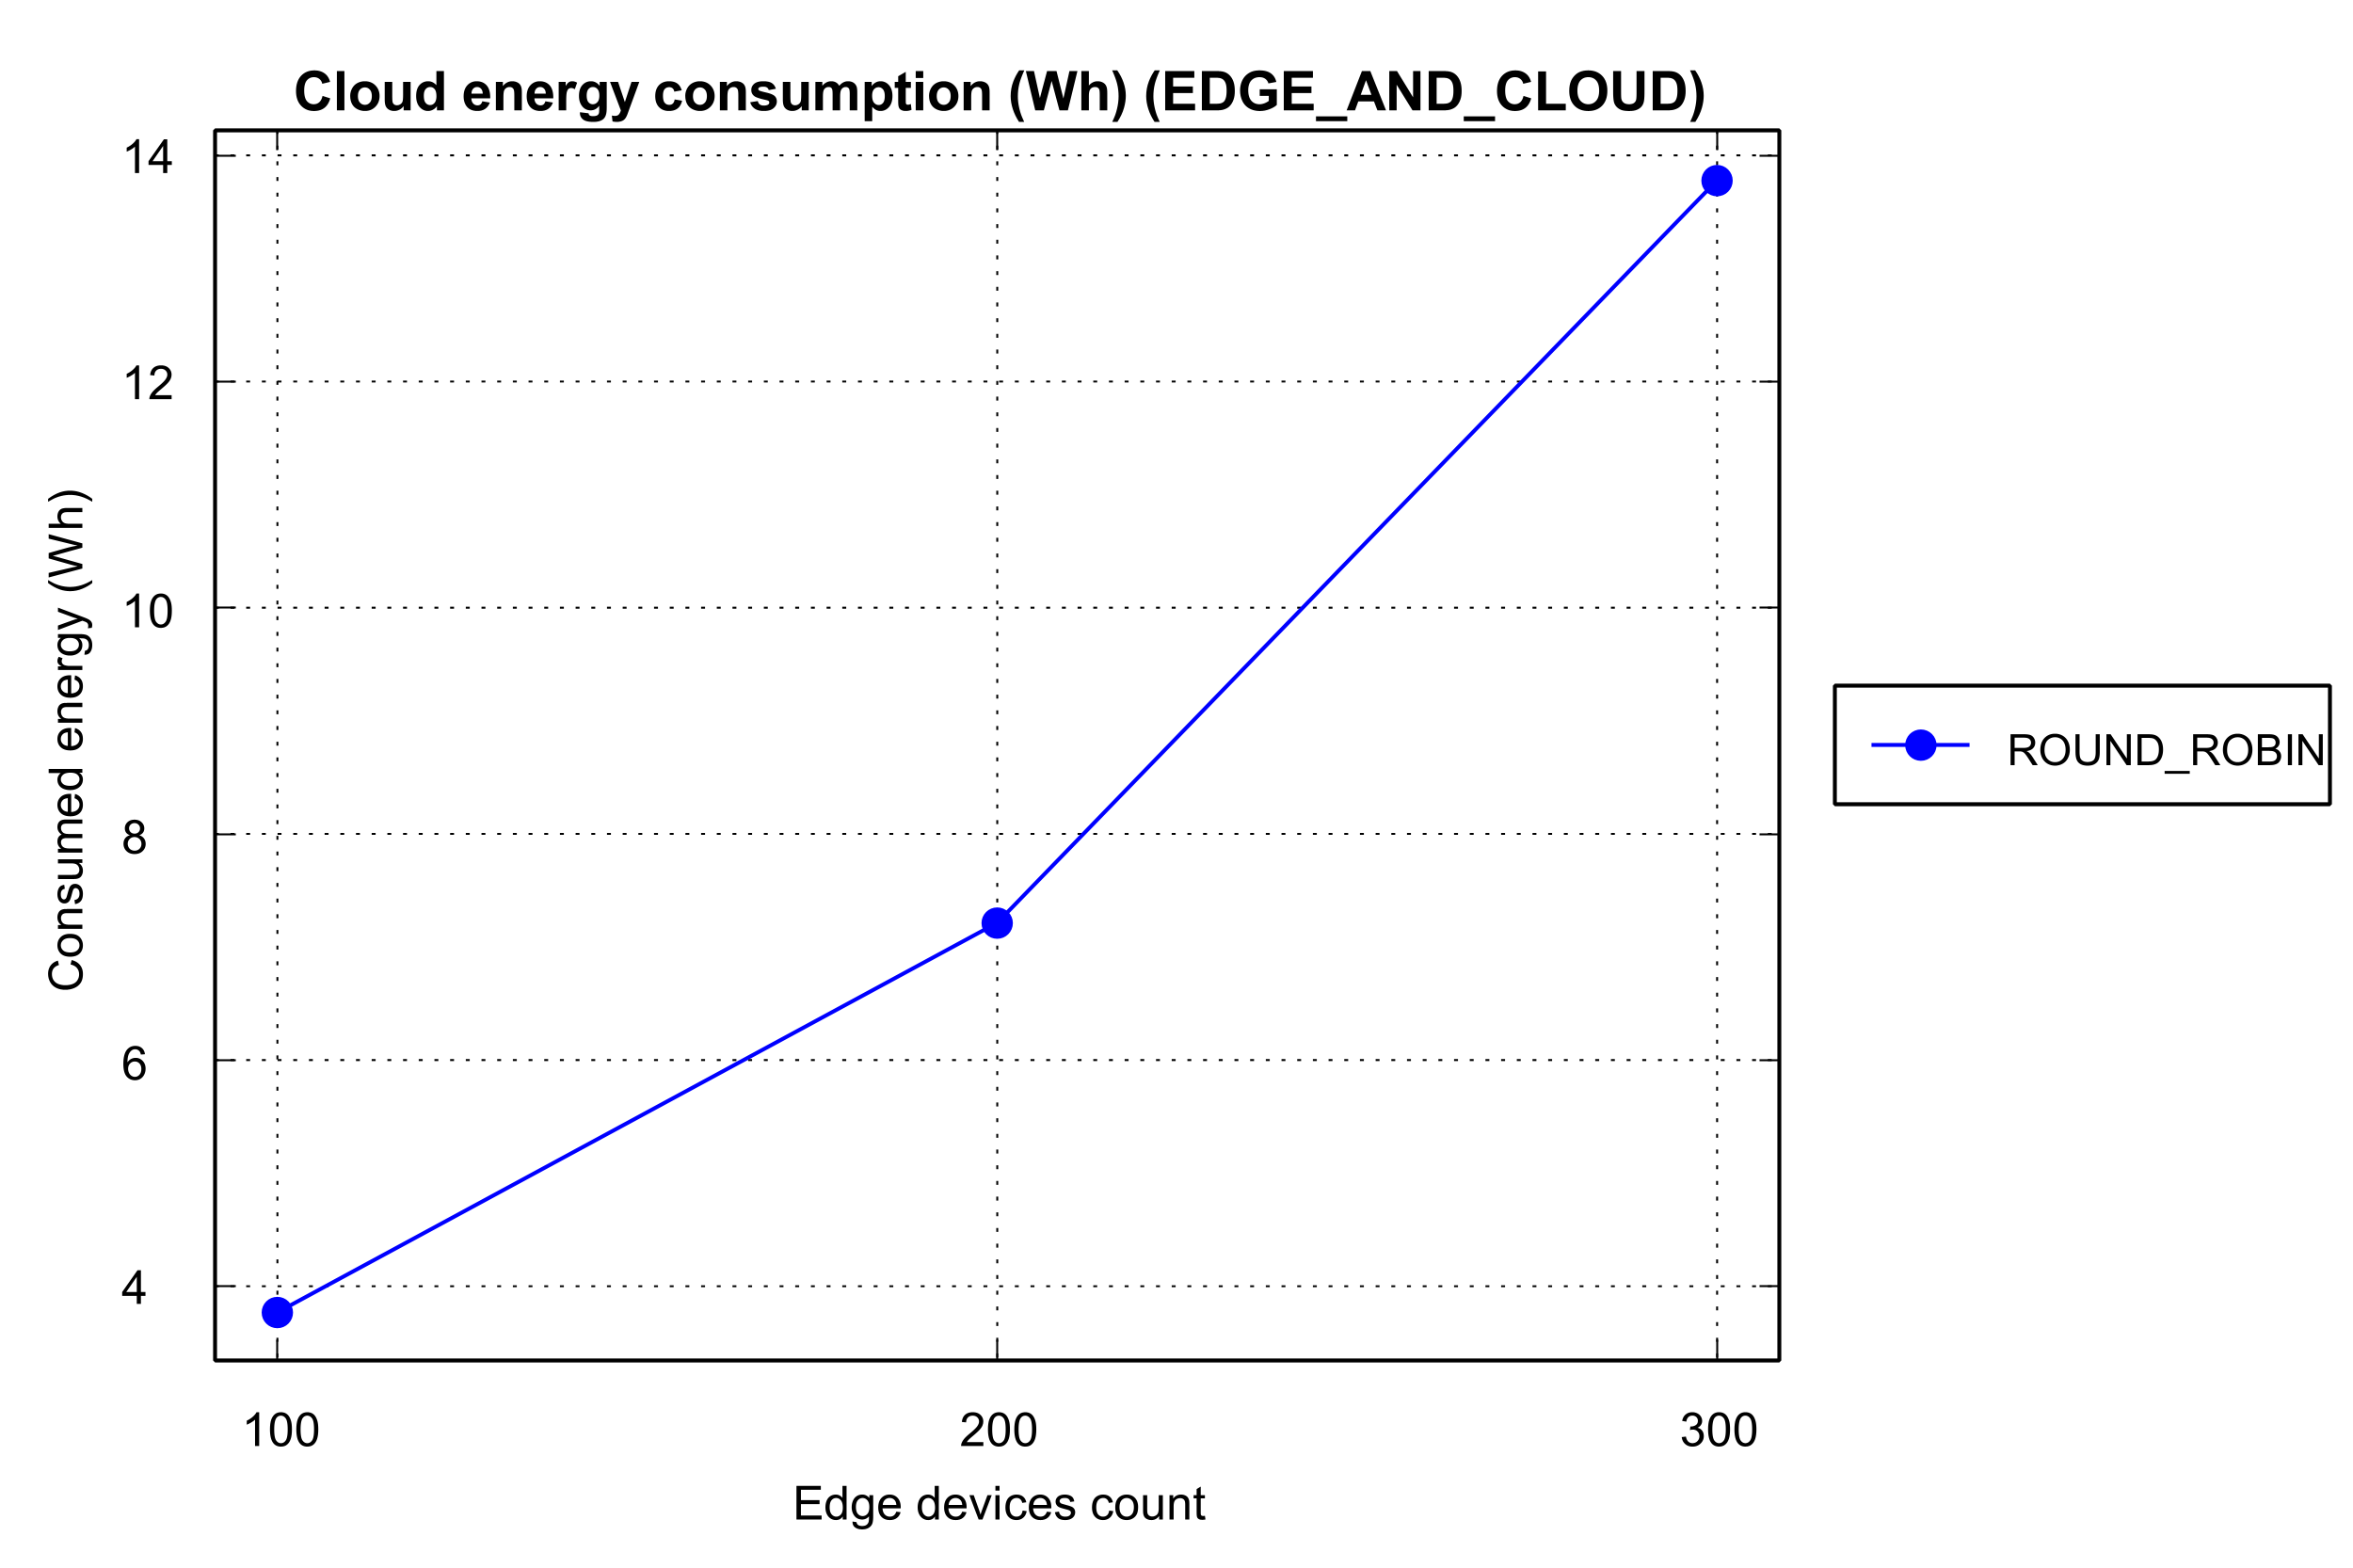 Cloud energy consumption (Wh) (EDGE_AND_CLOUD)
14
12
10
8
6
4
Consumed energy (Wh)
100
200
300
Edge devices count
ROUND_ROBIN